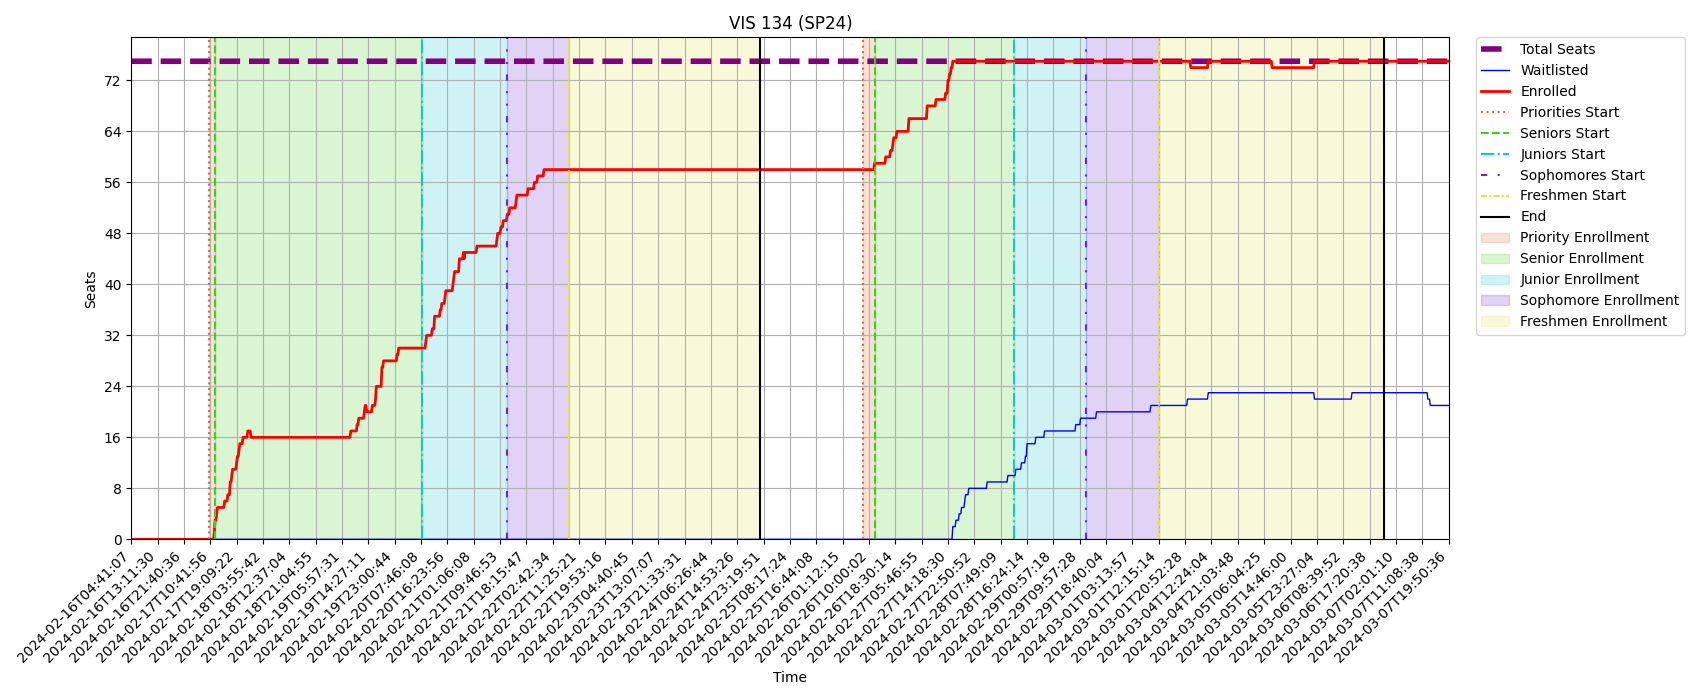 VIS 134 (SP24)
Total Seats
Waitlisted
Enrolled
Priorities Start
Seniors Start
Juniors Start
Sophomores Start
Freshmen Start
End
Priority Enrollment
Senior Enrollment
Junior Enrollment
Sophomore Enrollment
Freshmen Enrollment
Seats
72
64
56
48
40
32
24
16
8
0
2024-02-16T04:41:07
2024-02-16T13:11:30
2024-02-16T21:40:36
2024-02-17T10:41:56
2024-02-17T19:09:22
2024-02-18T03:55:42
2024-02-18T12:37:04
2024-02-18T21:04:55
2024-02-19T05:57:31
2024-02-19T14:27:11
2024-02-19T23:00:44
2024-02-20T07:46:08
2024-02-20T16:23:56
2024-02-21T01:06:08
2024-02-21T09:46:53
2024-02-21T18:15:47
2024-02-22T02:42:34
2024-02-22T11:25:21
2024-02-22T19:53:16
2024-02-23T04:40:45
2024-02-23T13:07:07
2024-02-23T21:33:31
2024-02-24T06:26:44
2024-02-24T14:53:26
2024-02-24T23:19:51
2024-02-25T08:17:24
2024-02-25T16:44:08
2024-02-26T01:12:15
2024-02-26T10:00:02
2024-02-26T18:30:14
2024-02-27T05:46:55
2024-02-27T14:18:30
2024-02-27T22:50:52
2024-02-28T07:49:09
2024-02-28T16:24:14
2024-02-29T00:57:18
2024-02-29T09:57:28
2024-02-29T18:40:04
2024-03-01T03:13:57
2024-03-01T12:15:14
2024-03-01T20:52:28
2024-03-04T12:24:04
2024-03-04T21:03:48
2024-03-05T06:04:25
2024-03-05T14:46:00
2024-03-05T23:27:04
2024-03-06T08:39:52
2024-03-06T17:20:38
2024-03-07T02:01:10
2024-03-07T11:08:38
2024-03-07T19:50:36
Time